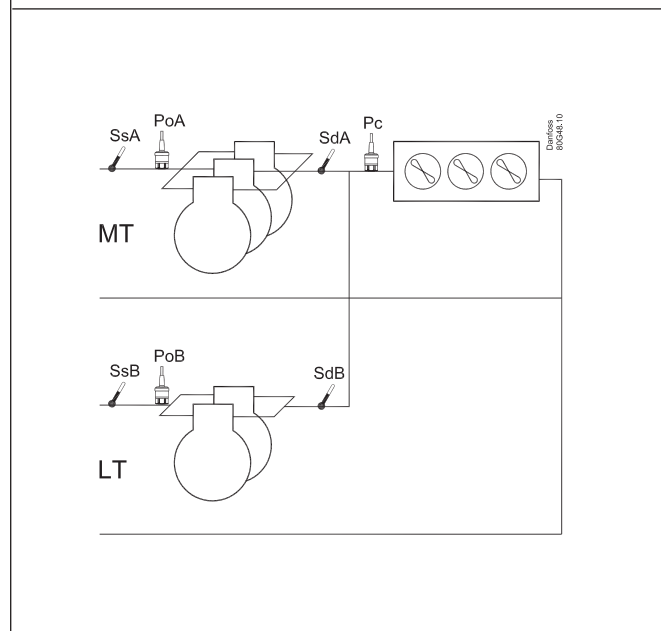 SsA
PoA
SdA
Pc
Danfoss
80G48.10
MT
SsB
PoB
SdB
LT